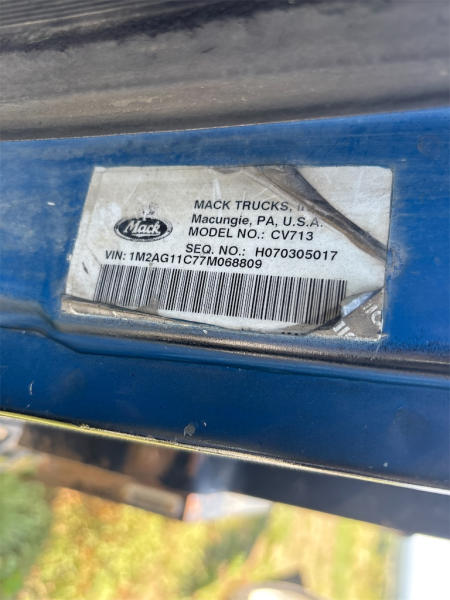 MACK TRUCKS,
Macungie, PA, U.S.A.
Mack
MODEL NO.: CV713
SEQ. NO.: H070305017
VIN: 1M2AG11C77M068809